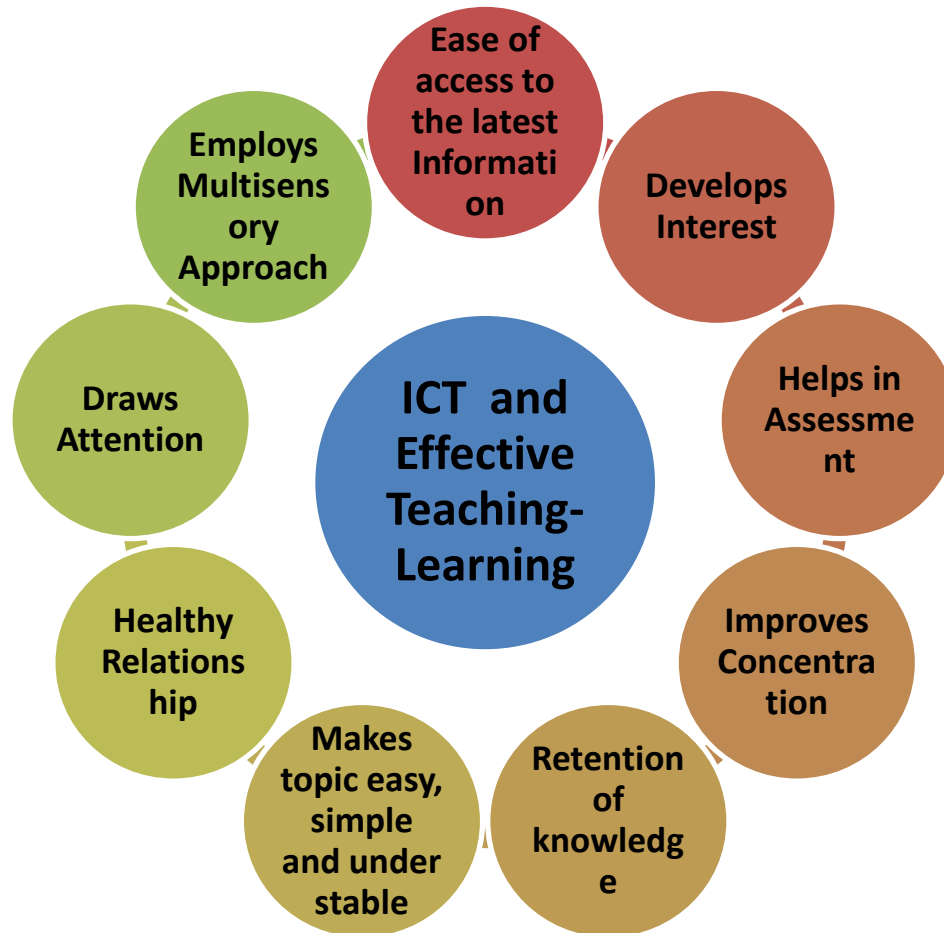 Ease of
access to
the latest
Informati
on
Develops
Interest
Helps in
Assessme
nt
Improves
Concentra
tion
Retention
of
knowledg
e
Makes
topic easy,
simple
and under
stable
Healthy
Relations
hip
Draws
Attention
Employs
Multisens
ory
Approach
ICT and
Effective
Teaching-
Learning